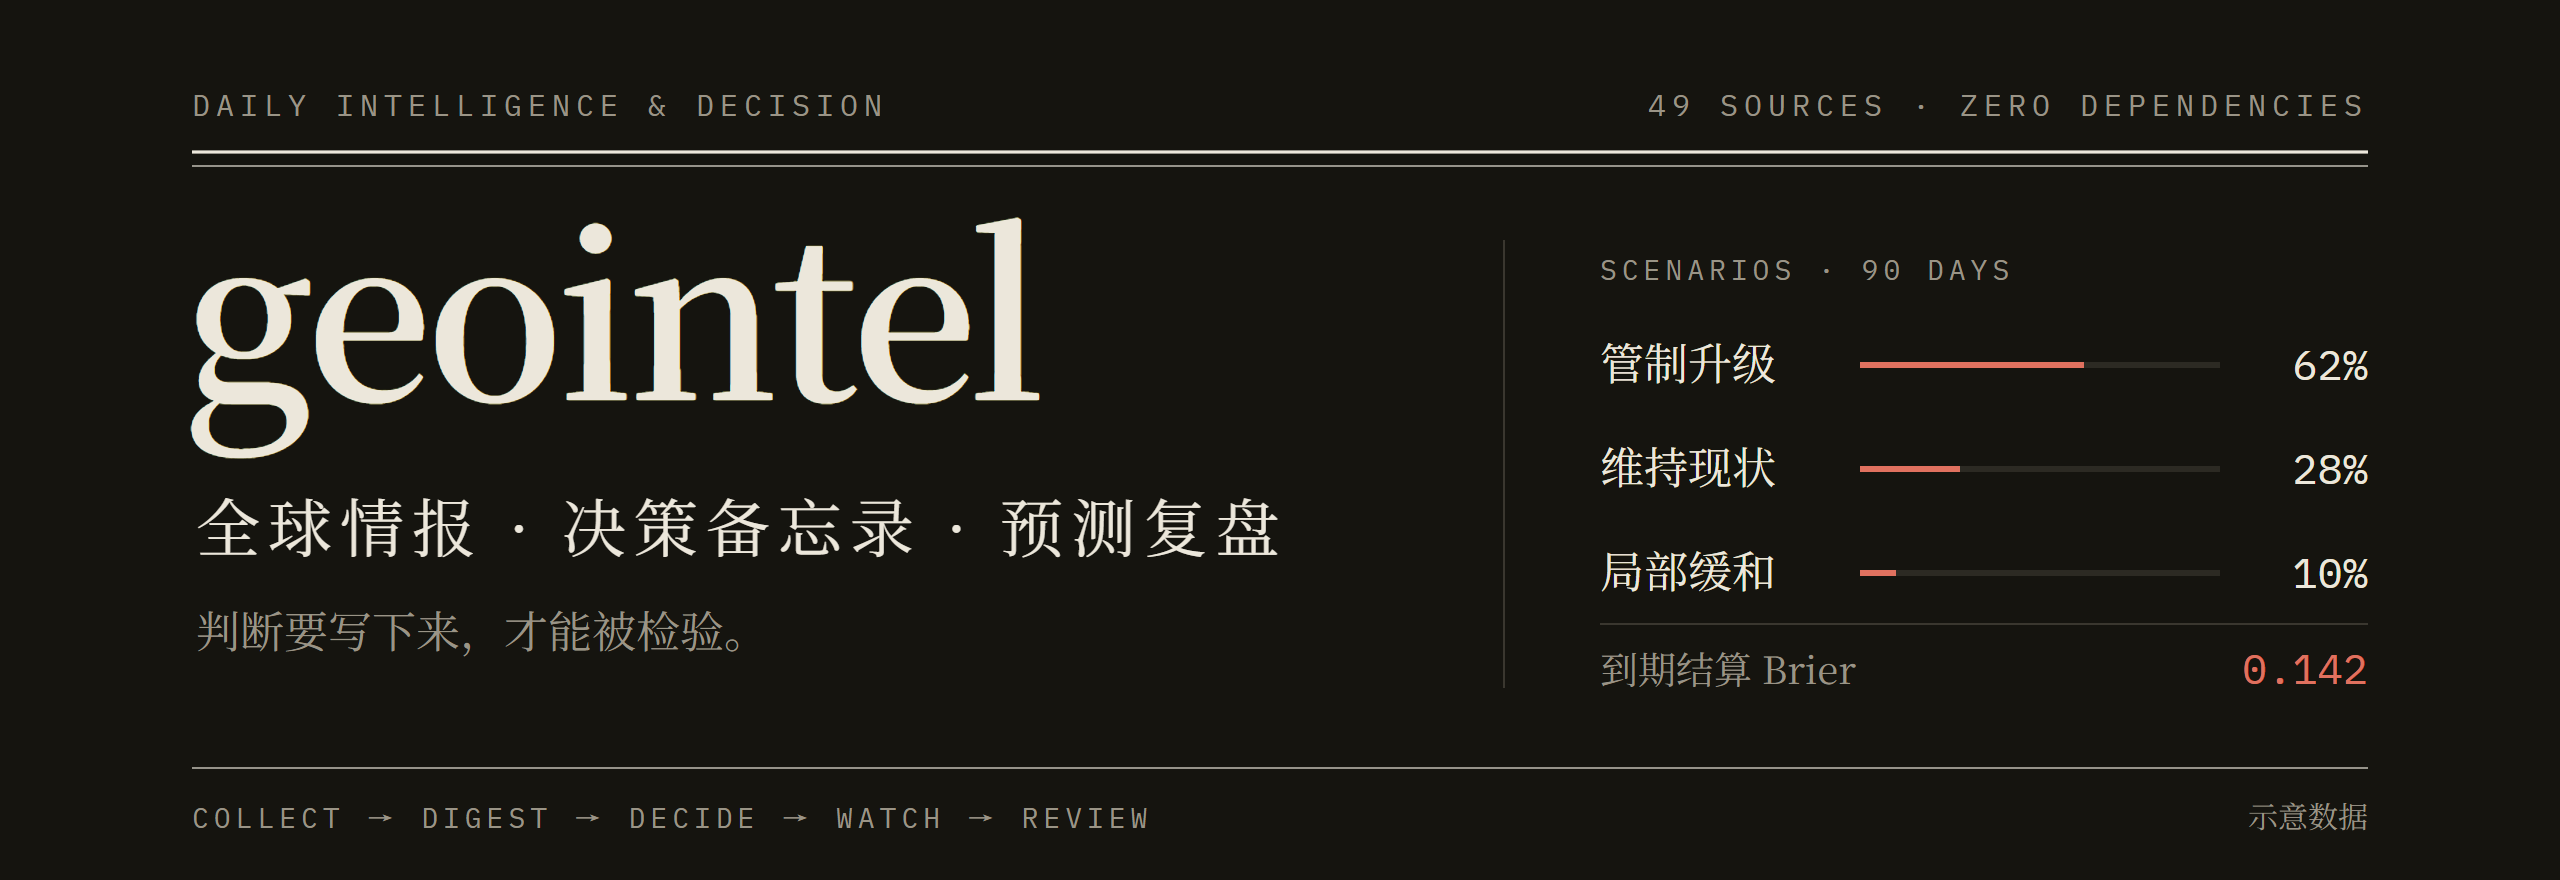 DAILY INTELLIGENCE & DECISION
49 SOURCES · ZERO DEPENDENCIES
geointel
全球情报 · 决策备忘录 · 预测复盘
判断要写下来，才能被检验。
SCENARIOS · 90 DAYS
管制升级 62%
维持现状 28%
局部缓和 10%
到期结算 Brier 0.142
COLLECT → DIGEST → DECIDE → WATCH → REVIEW
示意数据